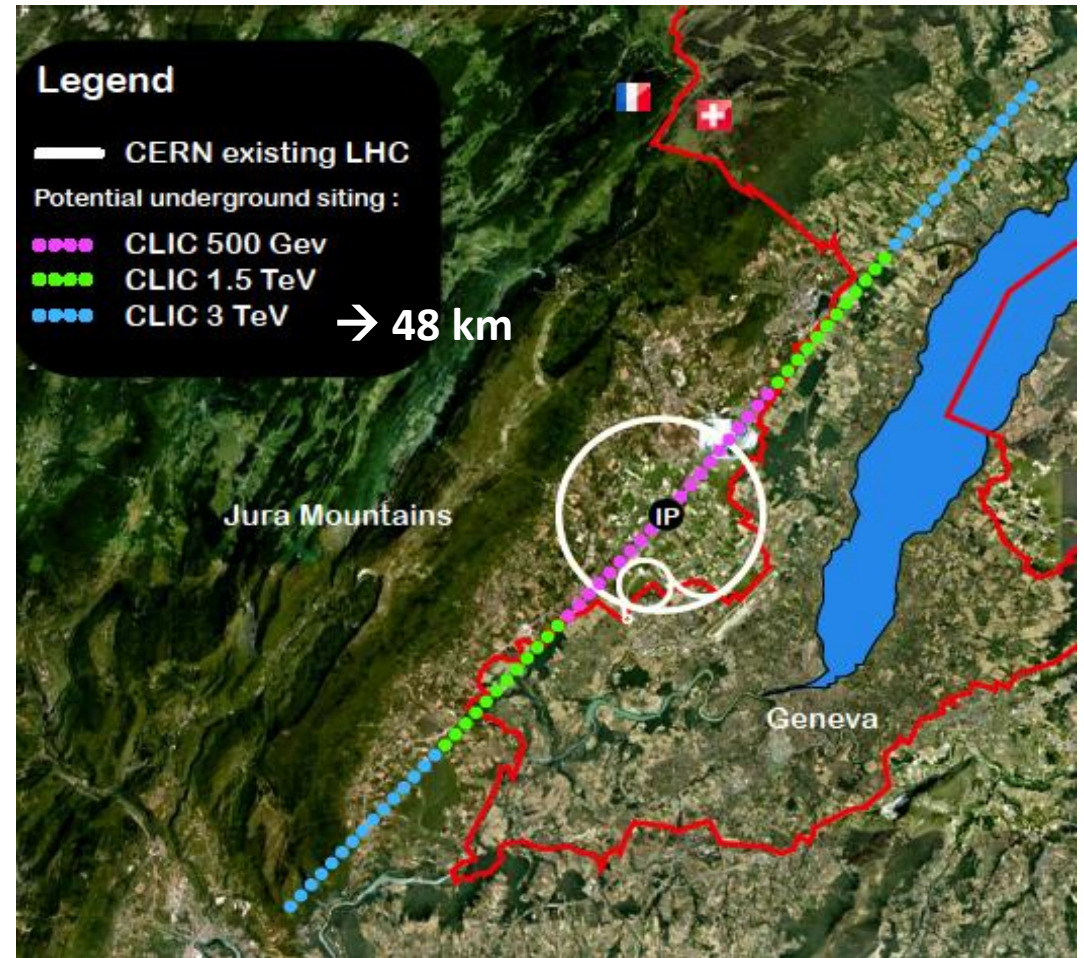 Legend
CERN existing LHC
Potential underground siting :
CLIC 500 Gev
CLIC 1.5 TeV
CLIC 3 TeV
→ 48 km
IP
Jura Mountains
Geneva